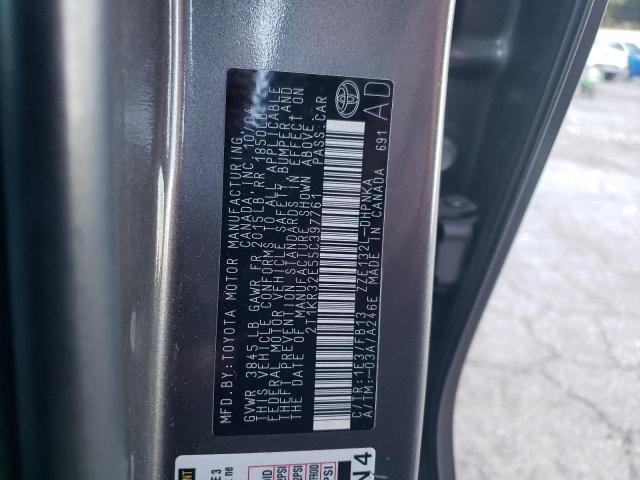 MFD. BY: TOYOTA MOTOR MANUFACTURING
CANADA, INC. 10/04
GVWR 3845 LB GAWR FR 2015 LB, RR 1850 LB
THIS VEHICLE CONFORMS TO ALL APPLICABLE
FEDERAL MOTOR VEHICLE SAFETY, BUMPER AND
THEFT PREVENTION STANDARDS IN EFFECT ON
THE DATE OF MANUFACTURE SHOWN ABOVE.
2T1KR32E55C397761 PASS. CAR
AD
C/TR: 1E3/FB13 ZZE132L-DHPNKA
A/TM: -03A/A246E MADE IN CANADA 691
N4